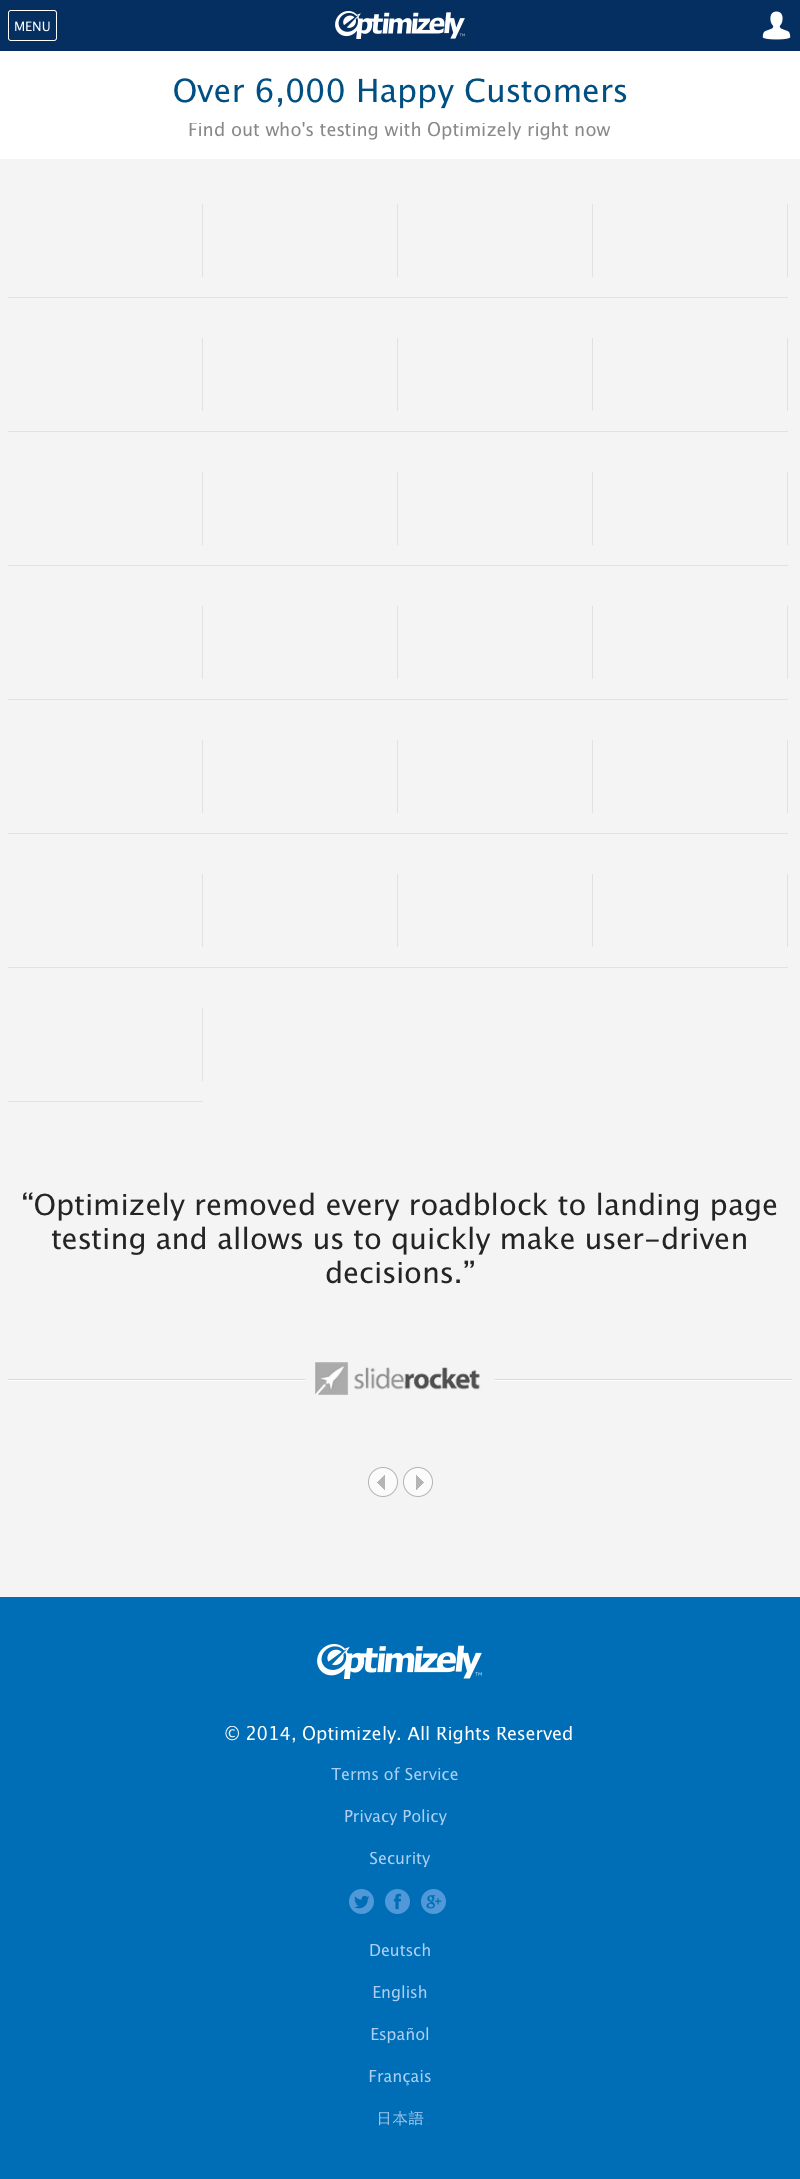 MENU
Optimizely™
Over 6,000 Happy Customers
Find out who's testing with Optimizely right now
“Optimizely removed every roadblock to landing page
testing and allows us to quickly make user-driven
decisions.”
sliderocket
Optimizely™
© 2014, Optimizely. All Rights Reserved
Terms of Service
Privacy Policy
Security
Deutsch
English
Español
Français
日本語